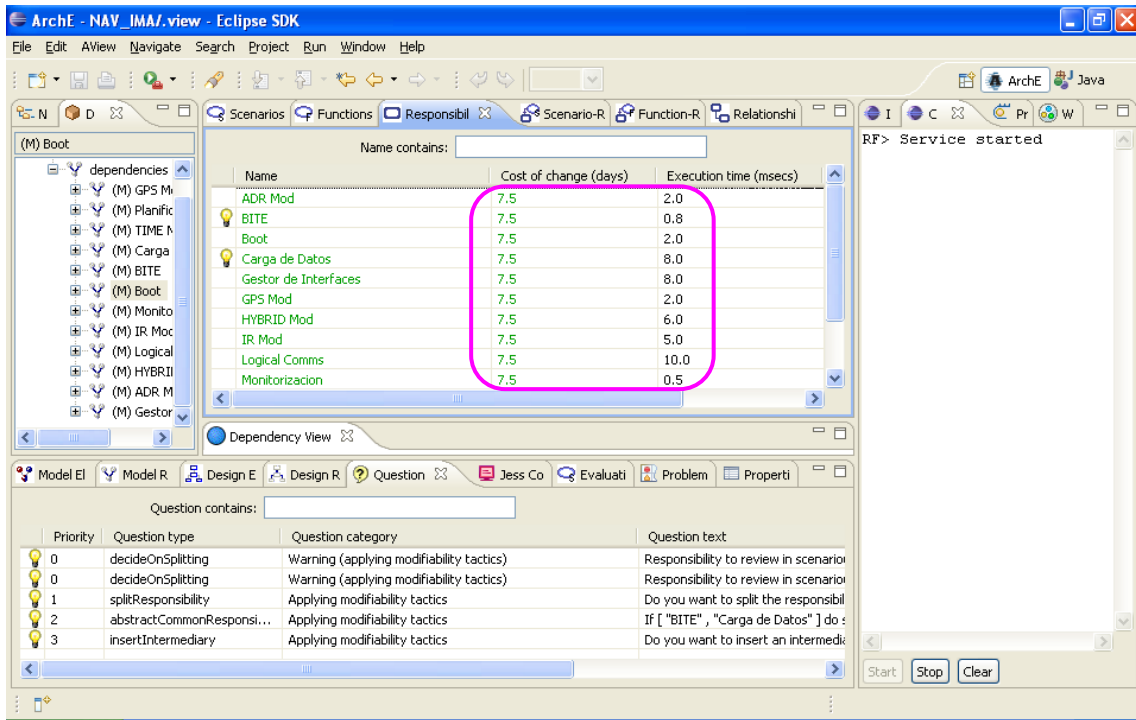 ArchE - NAV_IMA/.view - Eclipse SDK
File Edit AView Navigate Search Project Run Window Help
ArchE Java
N D Scenarios Functions Responsibil Scenario-R Function-R Relationshi I C Pr W
(M) Boot
Name contains:
RF> Service started
dependencies
(M) GPS M
(M) Planific
(M) TIME M
(M) Carga
(M) BITE
(M) Boot
(M) Monito
(M) IR Moc
(M) Logical
(M) HYBRI
(M) ADR M
(M) Gestor
Name Cost of change (days) Execution time (msecs)
ADR Mod 7.5 2.0
BITE 7.5 0.8
Boot 7.5 2.0
Carga de Datos 7.5 8.0
Gestor de Interfaces 7.5 8.0
GPS Mod 7.5 2.0
HYBRID Mod 7.5 6.0
IR Mod 7.5 5.0
Logical Comms 7.5 10.0
Monitorizacion 7.5 0.5
Dependency View
Model El Model R Design E Design R Question Jess Co Evaluati Problem Properti
Question contains:
Priority Question type Question category Question text
0 decideOnSplitting Warning (applying modifiability tactics) Responsibility to review in scenario
0 decideOnSplitting Warning (applying modifiability tactics) Responsibility to review in scenario
1 splitResponsibility Applying modifiability tactics Do you want to split the responsibil
2 abstractCommonResponsi... Applying modifiability tactics If [ "BITE" , "Carga de Datos" ] do s
3 insertIntermediary Applying modifiability tactics Do you want to insert an intermedia
Start Stop Clear